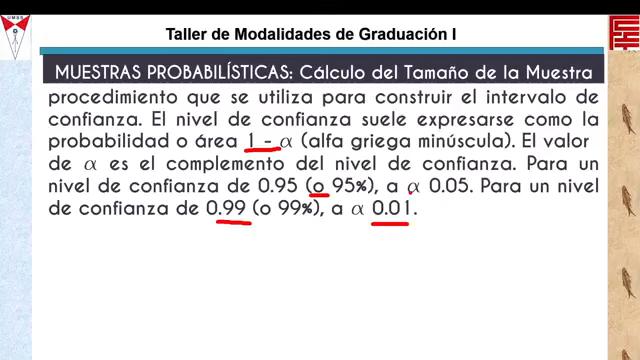 UMSS
Taller de Modalidades de Graduación I
MUESTRAS PROBABILÍSTICAS: Cálculo del Tamaño de la Muestra
procedimiento que se utiliza para construir el intervalo de
confianza. El nivel de confianza suele expresarse como la
probabilidad o área 1 - α (alfa griega minúscula). El valor
de α es el complemento del nivel de confianza. Para un
nivel de confianza de 0.95 (o 95%), a α 0.05. Para un nivel
de confianza de 0.99 (o 99%), a α 0.01.